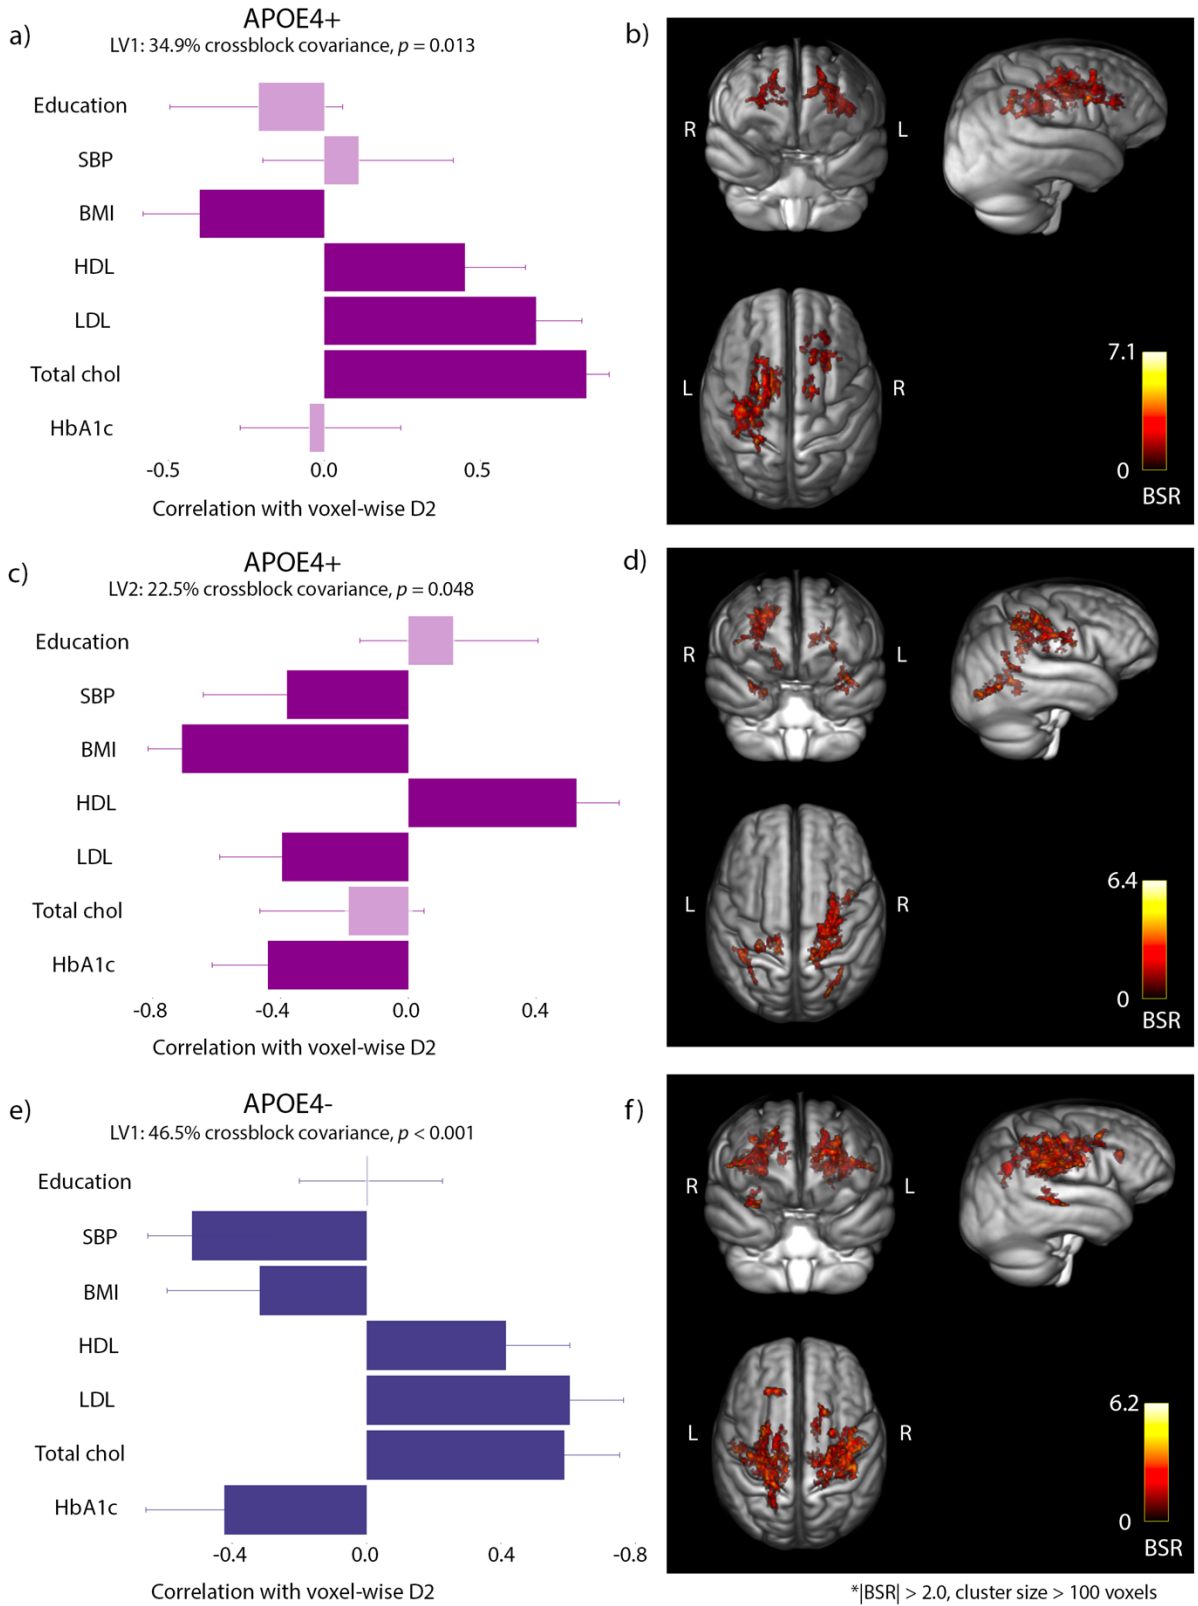 a)
APOE4+
LV1: 34.9% crossblock covariance, p = 0.013
Education
SBP
BMI
HDL
LDL
Total chol
HbA1c
-0.5 0.0 0.5
Correlation with voxel-wise D2
b)
R L
L R
7.1
0
BSR
c)
APOE4+
LV2: 22.5% crossblock covariance, p = 0.048
Education
SBP
BMI
HDL
LDL
Total chol
HbA1c
-0.8 -0.4 0.0 0.4
Correlation with voxel-wise D2
d)
R L
L R
6.4
0
BSR
e)
APOE4-
LV1: 46.5% crossblock covariance, p < 0.001
Education
SBP
BMI
HDL
LDL
Total chol
HbA1c
-0.4 0.0 0.4 -0.8
Correlation with voxel-wise D2
f)
R L
L R
6.2
0
BSR
*|BSR| > 2.0, cluster size > 100 voxels